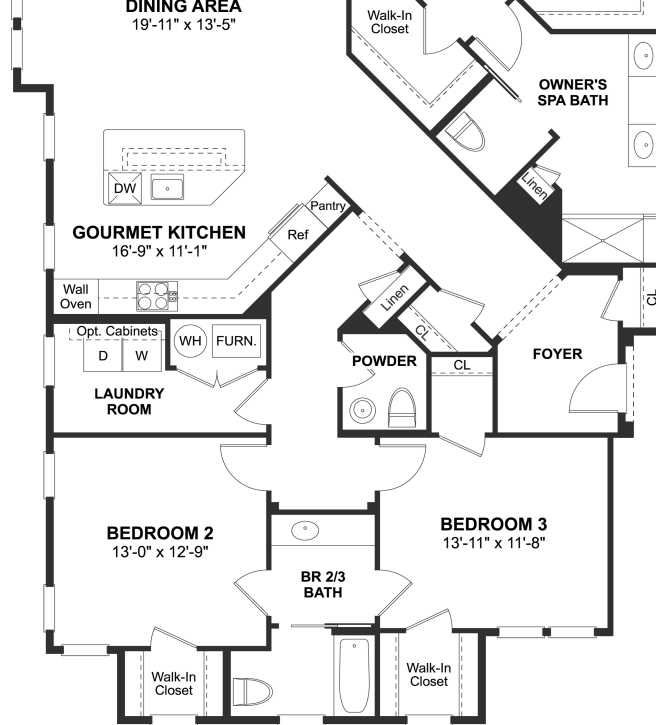 DINING AREA
19'-11" x 13'-5"
Walk-In
Closet
OWNER'S
SPA BATH
DW
Linen
Pantry
GOURMET KITCHEN
16'-9" x 11'-1"
Ref
Wall
Oven
Linen
CL
CL
Opt. Cabinets
D
W
WH
FURN.
POWDER
CL
FOYER
LAUNDRY
ROOM
BEDROOM 2
13'-0" x 12'-9"
BEDROOM 3
13'-11" x 11'-8"
BR 2/3
BATH
Walk-In
Closet
Walk-In
Closet